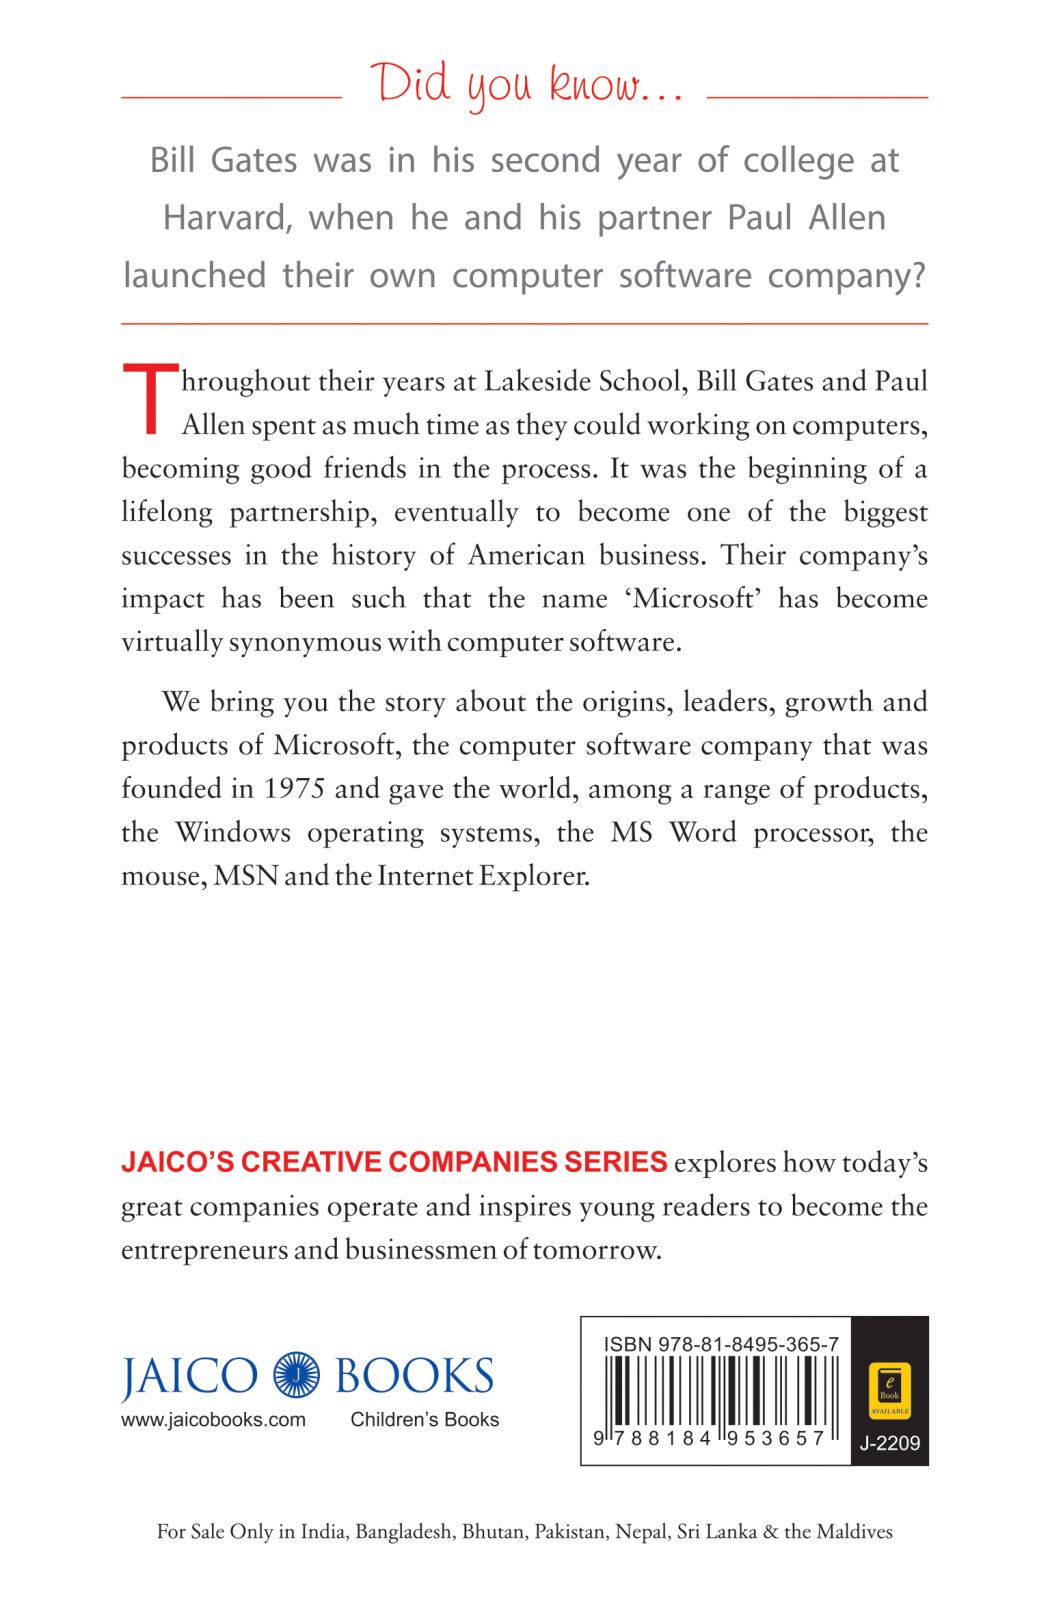 Did you know...
Bill Gates was in his second year of college at
Harvard, when he and his partner Paul Allen
launched their own computer software company?
Throughout their years at Lakeside School, Bill Gates and Paul
Allen spent as much time as they could working on computers,
becoming good friends in the process. It was the beginning of a
lifelong partnership, eventually to become one of the biggest
successes in the history of American business. Their company’s
impact has been such that the name ‘Microsoft’ has become
virtually synonymous with computer software.
We bring you the story about the origins, leaders, growth and
products of Microsoft, the computer software company that was
founded in 1975 and gave the world, among a range of products,
the Windows operating systems, the MS Word processor, the
mouse, MSN and the Internet Explorer.
JAICO’S CREATIVE COMPANIES SERIES explores how today’s
great companies operate and inspires young readers to become the
entrepreneurs and businessmen of tomorrow.
JAICO J BOOKS
www.jaicobooks.com Children’s Books
ISBN 978-81-8495-365-7
9 788184 953657
e
Book
AVAILABLE
J-2209
For Sale Only in India, Bangladesh, Bhutan, Pakistan, Nepal, Sri Lanka & the Maldives